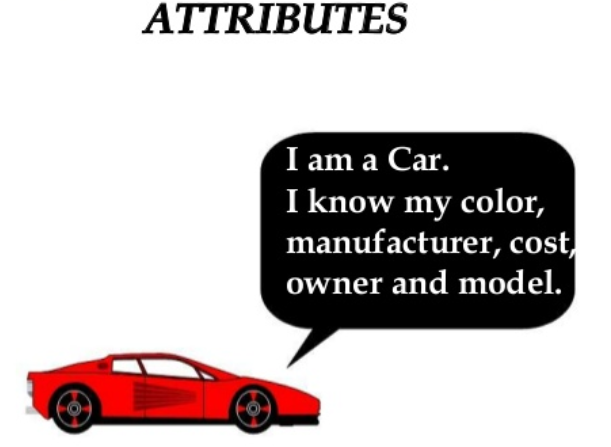 ATTRIBUTES
I am a Car.
I know my color,
manufacturer, cost,
owner and model.